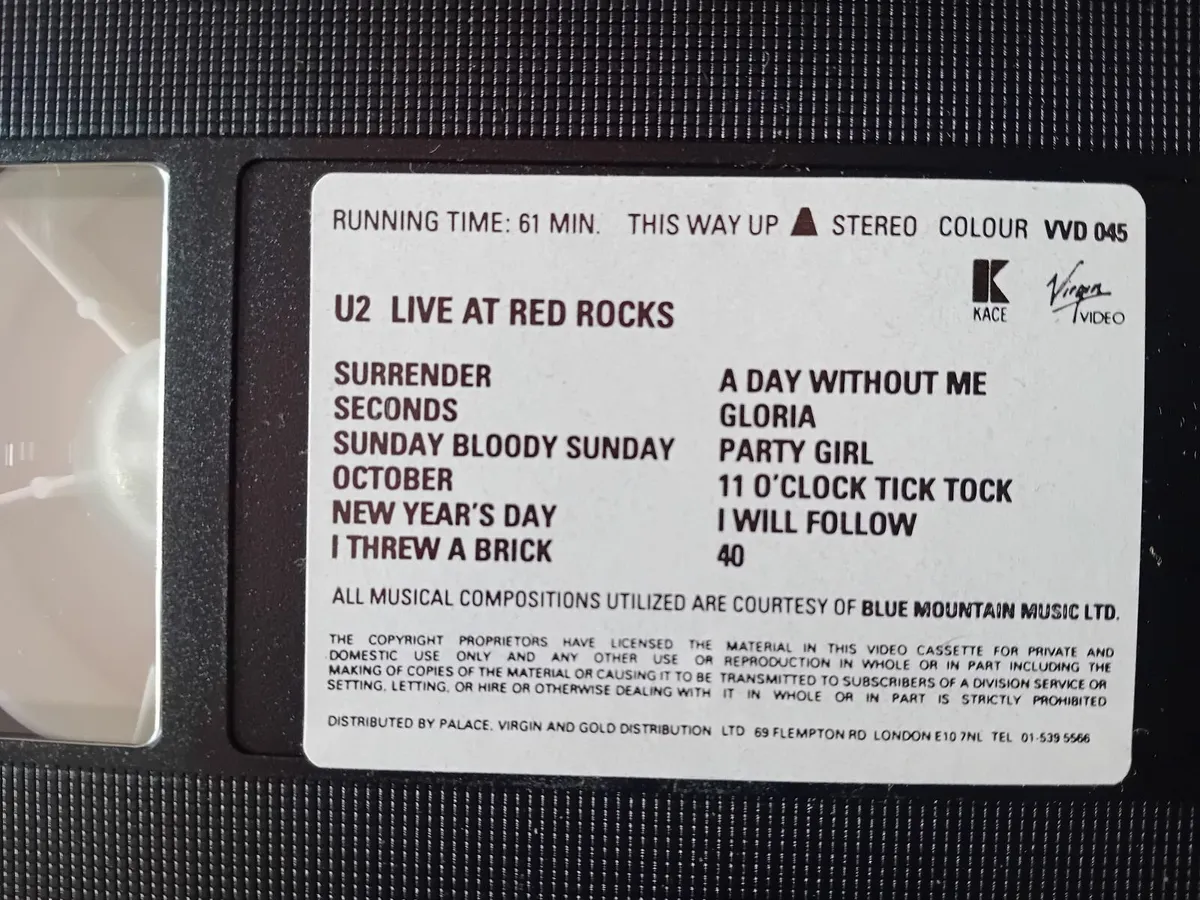 RUNNING TIME: 61 MIN. THIS WAY UP STEREO COLOUR VVD 045
KACE
Virgin VIDEO
U2 LIVE AT RED ROCKS
SURRENDER
SECONDS
SUNDAY BLOODY SUNDAY
OCTOBER
NEW YEAR'S DAY
I THREW A BRICK
A DAY WITHOUT ME
GLORIA
PARTY GIRL
11 O'CLOCK TICK TOCK
I WILL FOLLOW
40
ALL MUSICAL COMPOSITIONS UTILIZED ARE COURTESY OF BLUE MOUNTAIN MUSIC LTD.
THE COPYRIGHT PROPRIETORS HAVE LICENSED THE MATERIAL IN THIS VIDEO CASSETTE FOR PRIVATE AND
DOMESTIC USE ONLY AND ANY OTHER USE OR REPRODUCTION IN WHOLE OR IN PART INCLUDING THE
MAKING OF COPIES OF THE MATERIAL OR CAUSING IT TO BE TRANSMITTED TO SUBSCRIBERS OF A DIVISION SERVICE OR
SETTING, LETTING, OR HIRE OR OTHERWISE DEALING WITH IT IN WHOLE OR IN PART IS STRICTLY PROHIBITED
DISTRIBUTED BY PALACE, VIRGIN AND GOLD DISTRIBUTION LTD 69 FLEMPTON RD LONDON E10 7NL TEL 01-539 5566